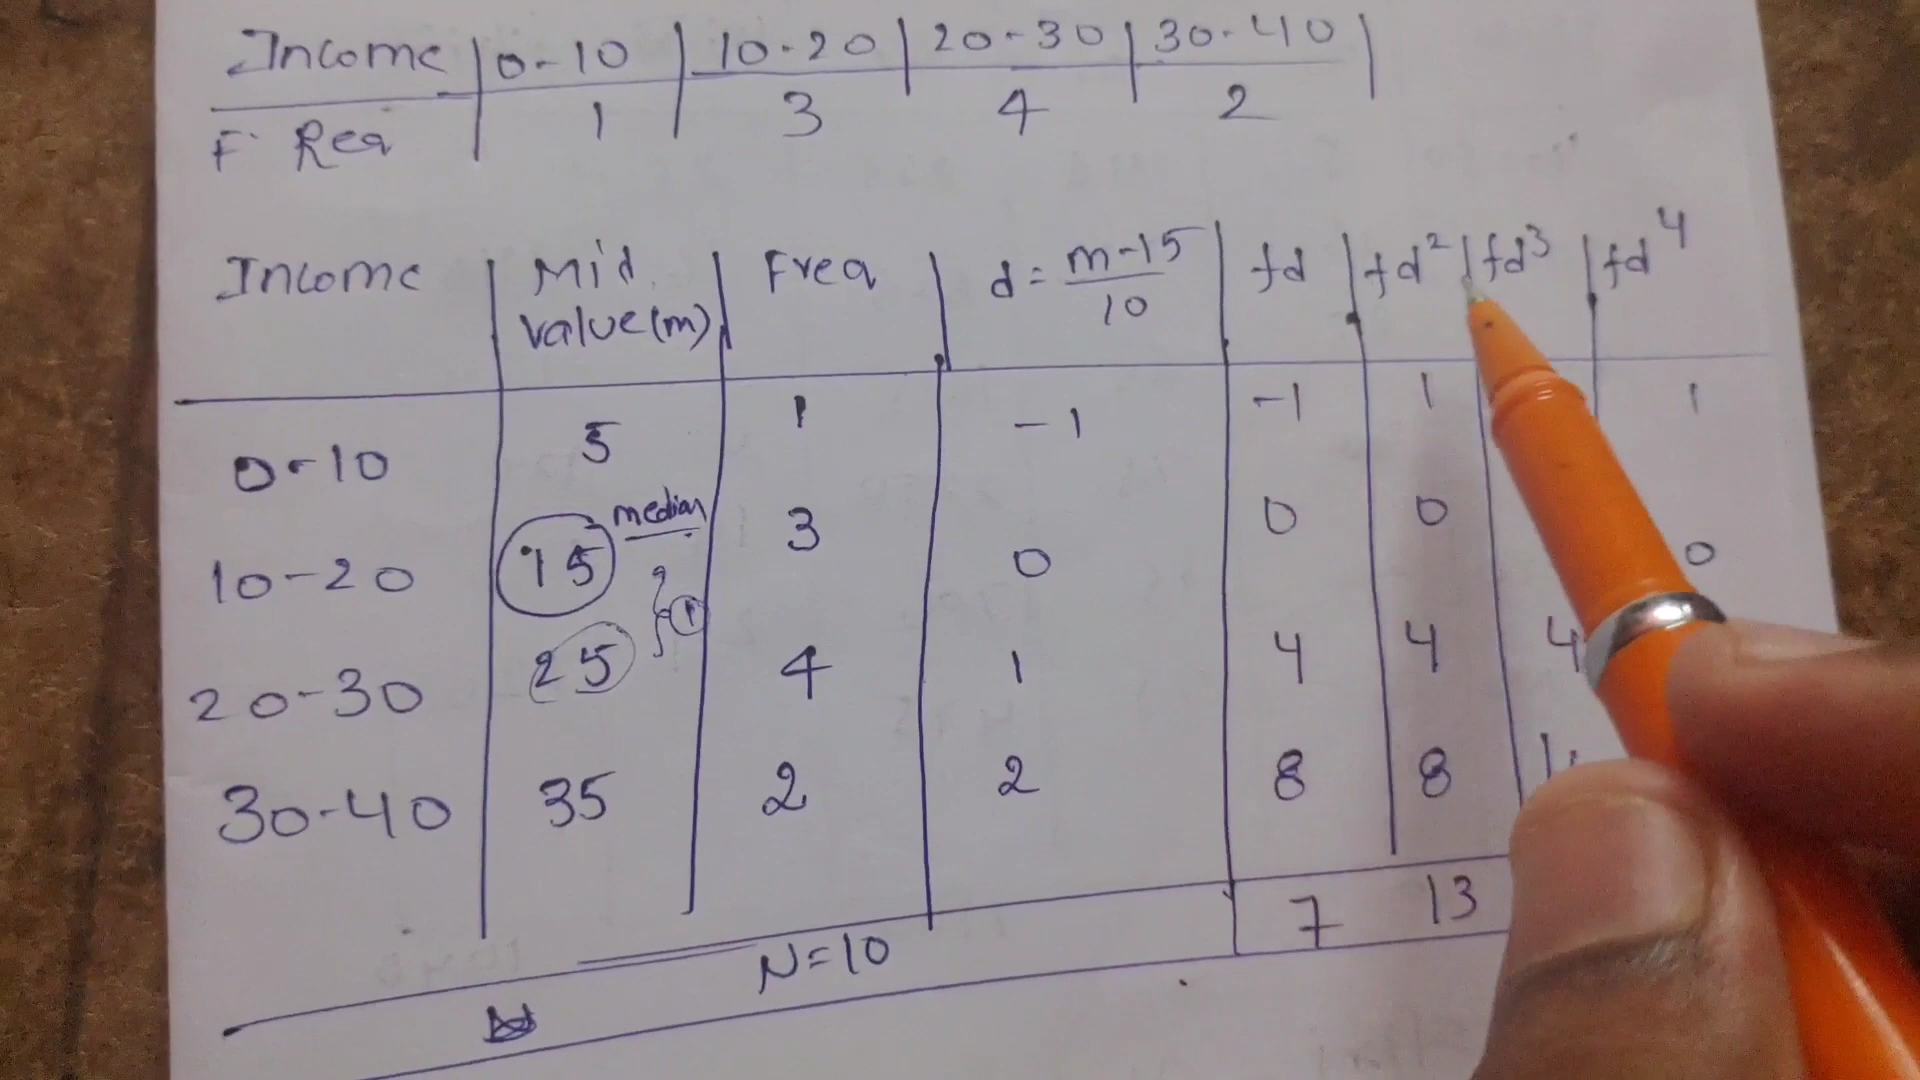 Income 0-10 10-20 20-30 30-40
F Req 1 3 4 2
Income Mid value(m) Freq d = m-15/10 fd fd² fd³ fd⁴
0-10 5 1 -1 -1 1 1
10-20 15 median 3 0 0 0 0
20-30 25 1 4 1 4 4 4
30-40 35 2 2 8 8
N=10 7 13